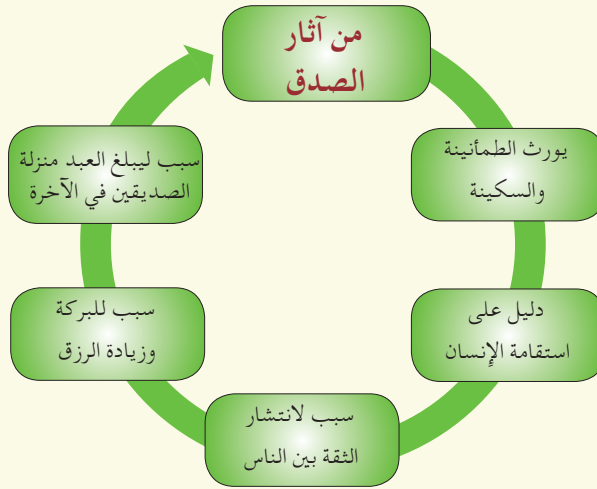 من آثار
الصدق
يورث الطمأنينة
والسكينة
دليل على
استقامة الإنسان
سبب لانتشار
الثقة بين الناس
سبب للبركة
وزيادة الرزق
سبب ليبلغ العبد منزلة
الصديقين في الآخرة